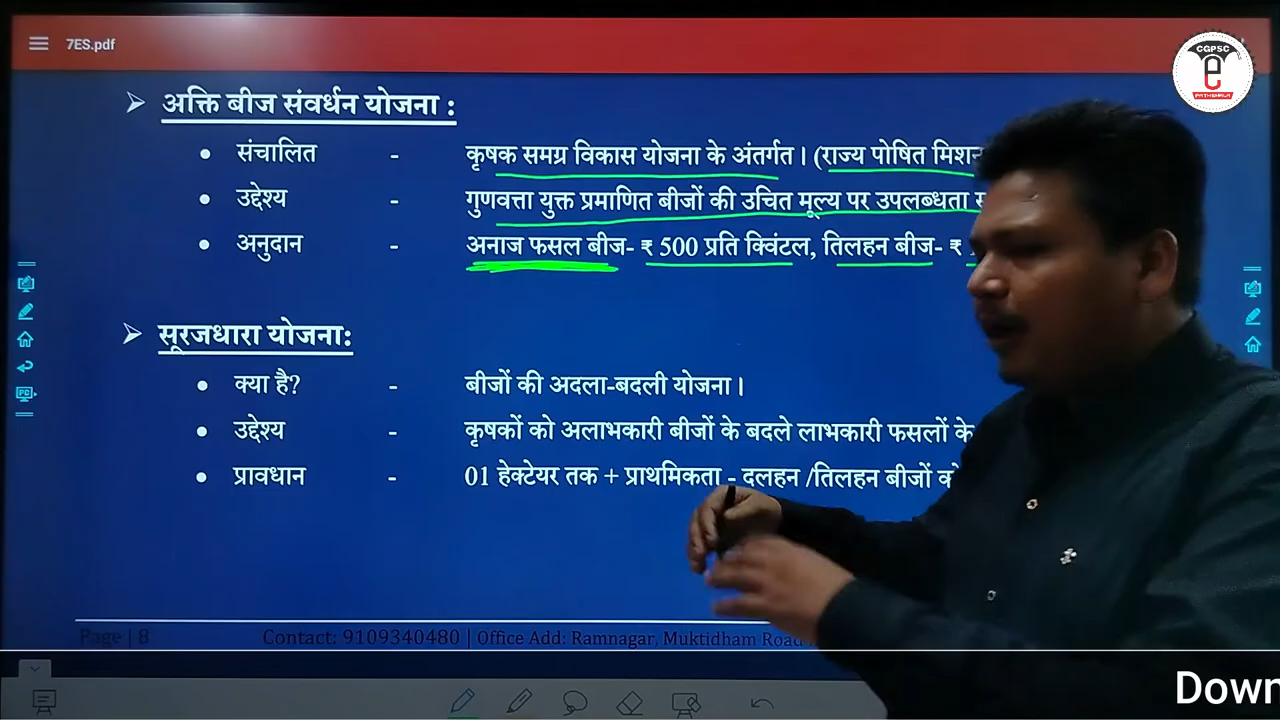 7ES.pdf
CGPSC
e
PATHSHALA
➢ अक्ति बीज संवर्धन योजना :
• संचालित - कृषक समग्र विकास योजना के अंतर्गत। (राज्य पोषित मिशन
• उद्देश्य - गुणवत्ता युक्त प्रमाणित बीजों की उचित मूल्य पर उपलब्धता
• अनुदान - अनाज फसल बीज- ₹ 500 प्रति क्विंटल, तिलहन बीज- ₹
➢ सूरजधारा योजना:
• क्या है? - बीजों की अदला-बदली योजना।
• उद्देश्य - कृषकों को अलाभकारी बीजों के बदले लाभकारी फसलों के
• प्रावधान - 01 हेक्टेयर तक + प्राथमिकता - दलहन /तिलहन बीजों को
Page | 8 Contact: 9109340480 | Office Add: Ramnagar, Muktidham Road
Down